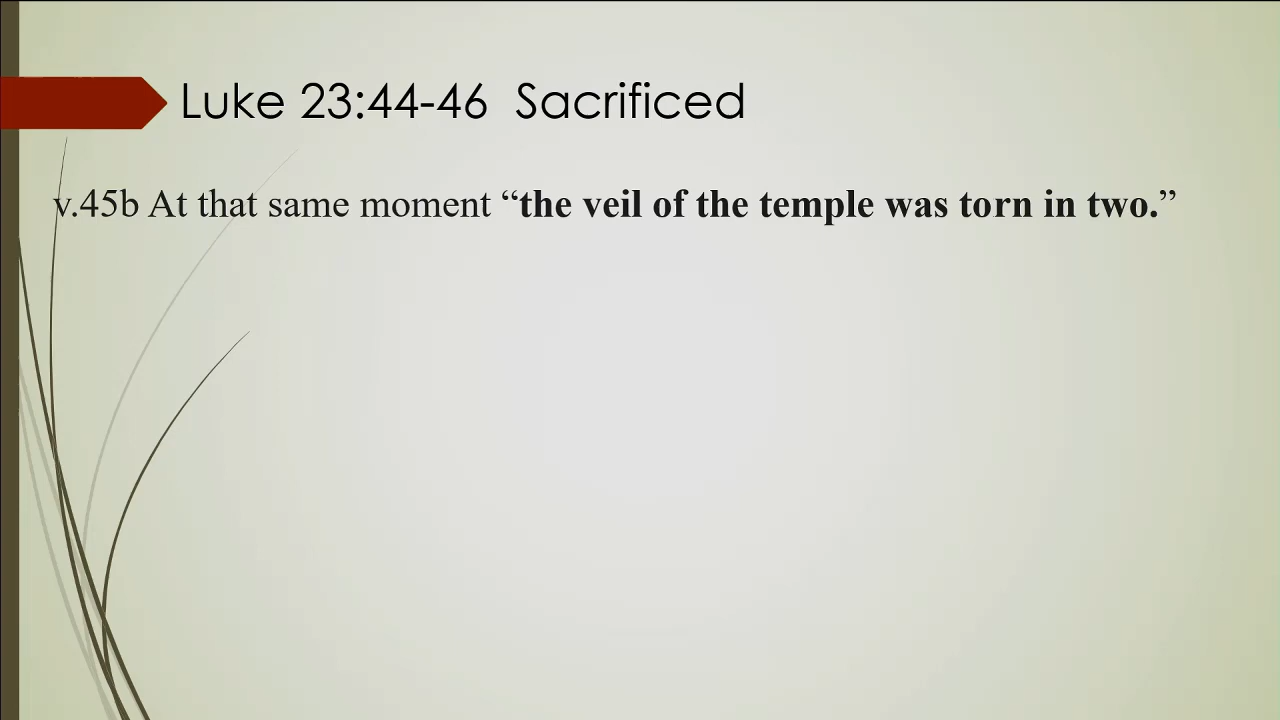 Luke 23:44-46  Sacrificed
v.45b At that same moment “the veil of the temple was torn in two.”